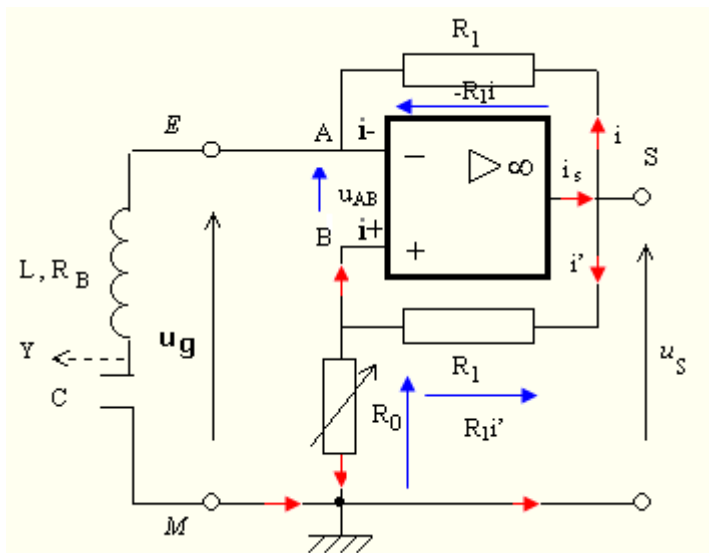 R1
-R1i
E
A
i-
−
▷ ∞
i
S
is
uAB
B
i+
+
i'
L, RB
ug
Y
C
R1
uS
R0
R1i'
M